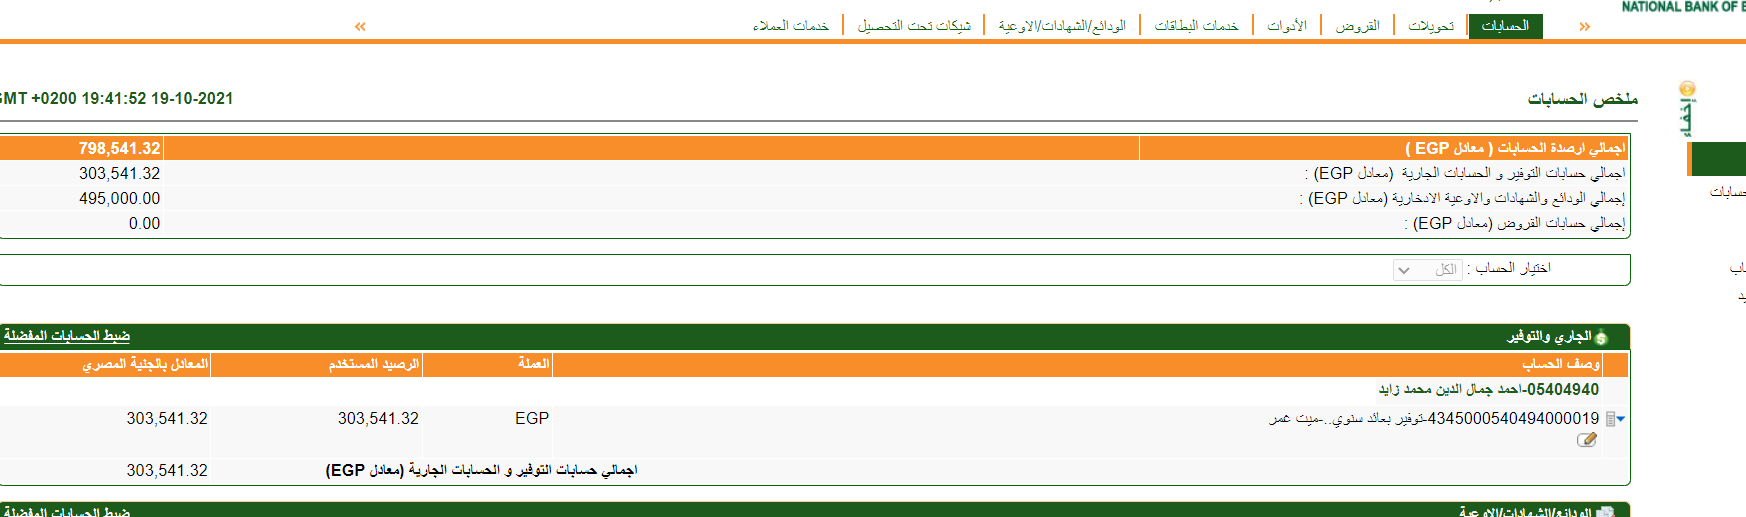 NATIONAL BANK OF
الحسابات تحويلات القروض الأدوات خدمات البطاقات الودائع/الشهادات/الاوعية شيكات تحت التحصيل خدمات العملاء
إخفاء
ملخص الحسابات
GMT +0200 19:41:52 19-10-2021
اجمالي ارصدة الحسابات ( معادل EGP ) 798,541.32
اجمالي حسابات التوفير و الحسابات الجارية (معادل EGP) : 303,541.32
إجمالي الودائع والشهادات والاوعية الادخارية (معادل EGP) : 495,000.00
إجمالي حسابات القروض (معادل EGP) : 0.00
اختيار الحساب : الكل
الجاري والتوفير ضبط الحسابات المفضلة
وصف الحساب العملة الرصيد المستخدم المعادل بالجنية المصري
05404940-احمد جمال الدين محمد زايد
4345000540494000019-توفير بعائد سنوي..-ميت غمر EGP 303,541.32 303,541.32
اجمالي حسابات التوفير و الحسابات الجارية (معادل EGP) 303,541.32
الودائع/الشهادات/الاوعية ضبط الحسابات المفضلة